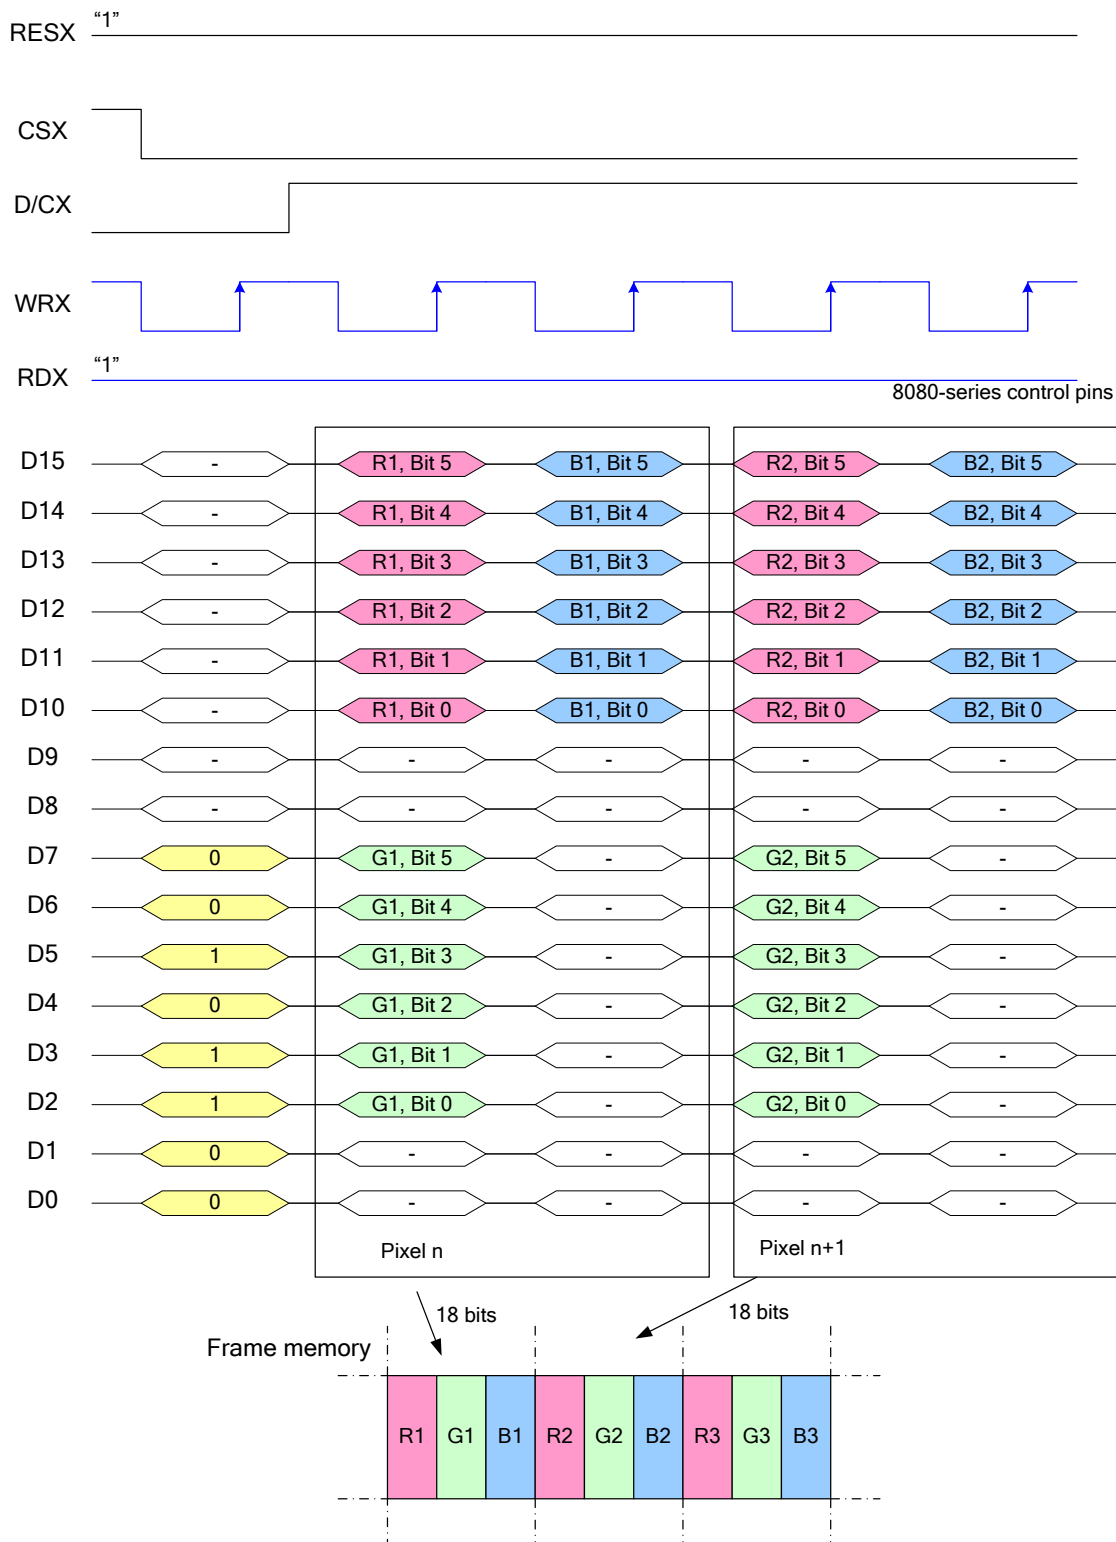 RESX “1”
CSX
D/CX
WRX
RDX “1”
8080-series control pins
D15 - R1, Bit 5 B1, Bit 5 R2, Bit 5 B2, Bit 5
D14 - R1, Bit 4 B1, Bit 4 R2, Bit 4 B2, Bit 4
D13 - R1, Bit 3 B1, Bit 3 R2, Bit 3 B2, Bit 3
D12 - R1, Bit 2 B1, Bit 2 R2, Bit 2 B2, Bit 2
D11 - R1, Bit 1 B1, Bit 1 R2, Bit 1 B2, Bit 1
D10 - R1, Bit 0 B1, Bit 0 R2, Bit 0 B2, Bit 0
D9 - - - - -
D8 - - - - -
D7 0 G1, Bit 5 - G2, Bit 5 -
D6 0 G1, Bit 4 - G2, Bit 4 -
D5 1 G1, Bit 3 - G2, Bit 3 -
D4 0 G1, Bit 2 - G2, Bit 2 -
D3 1 G1, Bit 1 - G2, Bit 1 -
D2 1 G1, Bit 0 - G2, Bit 0 -
D1 0 - - - -
D0 0 - - - -
Pixel n Pixel n+1
18 bits 18 bits
Frame memory
R1 G1 B1 R2 G2 B2 R3 G3 B3